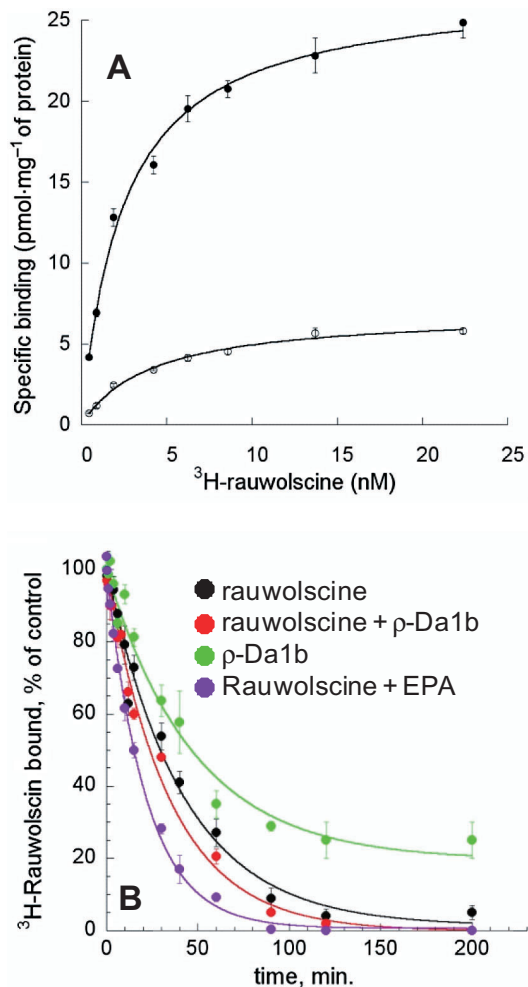 A
Specific binding (pmol·mg⁻¹ of protein)
25
20
15
10
5
0
0 5 10 15 20 25
³H-rauwolscine (nM)
B
³H-Rauwolscin bound, % of control
100
80
60
40
20
0
rauwolscine
rauwolscine + ρ-Da1b
ρ-Da1b
Rauwolscine + EPA
0 50 100 150 200
time, min.